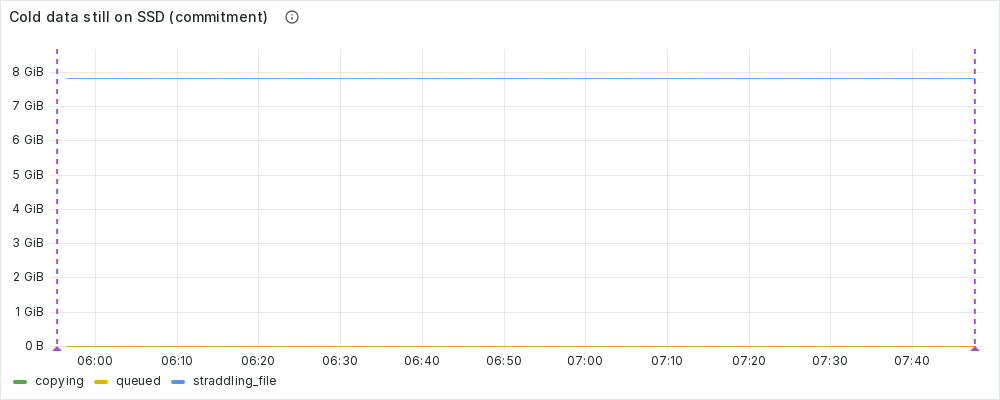 Cold data still on SSD (commitment)
8 GiB
7 GiB
6 GiB
5 GiB
4 GiB
3 GiB
2 GiB
1 GiB
0 B
06:00 06:10 06:20 06:30 06:40 06:50 07:00 07:10 07:20 07:30 07:40
copying queued straddling_file